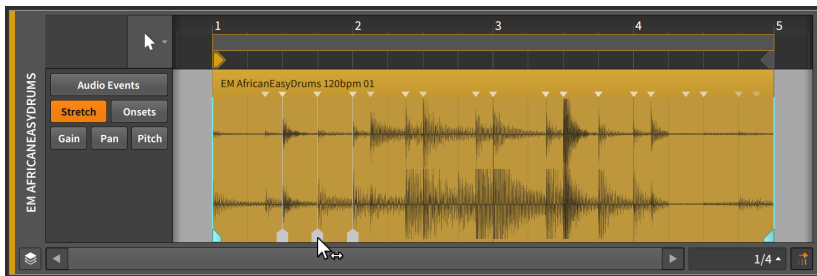 1 2 3 4 5
EM AFRICANEASYDRUMS
Audio Events
Stretch Onsets
Gain Pan Pitch
EM AfricanEasyDrums 120bpm 01
1/4